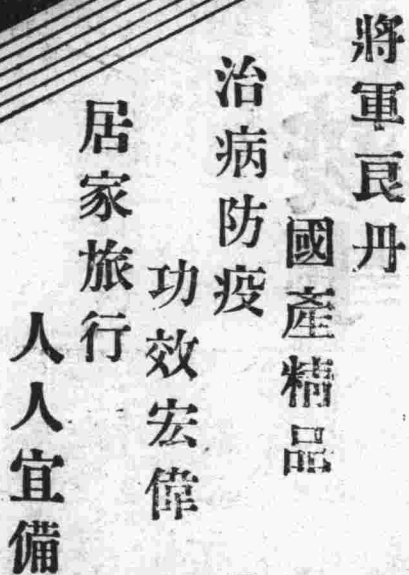 將軍良丹
國產精品
治病防疫
功效宏偉
居家旅行
人人宜備